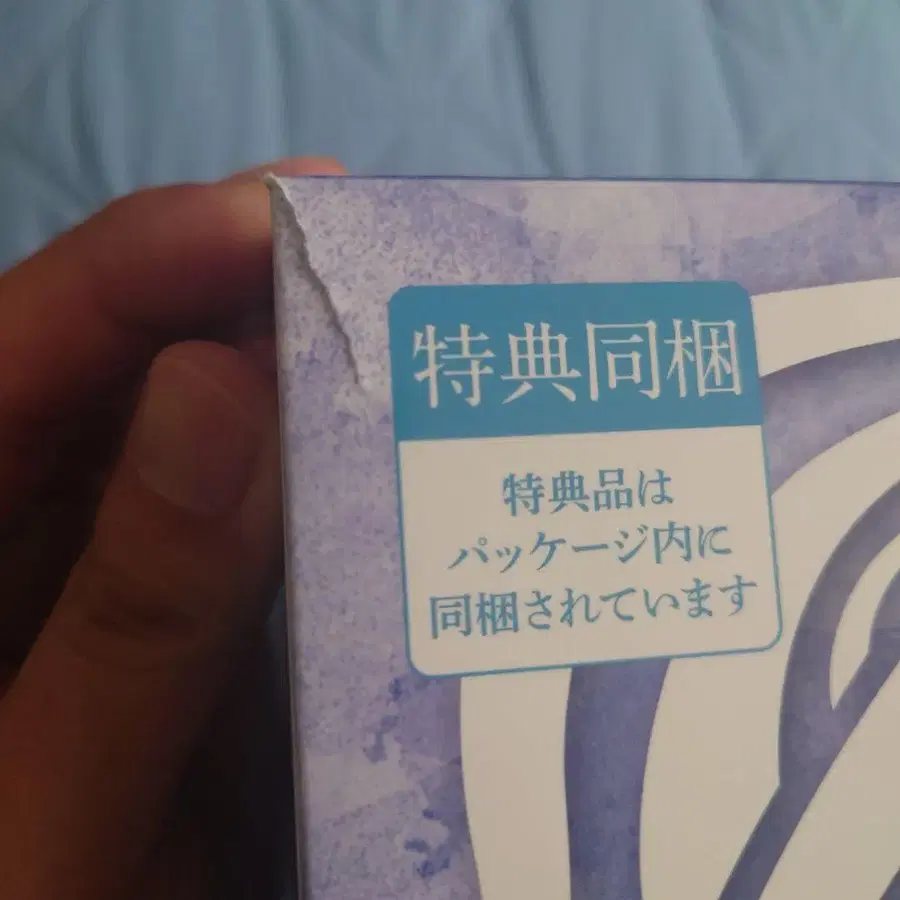 特典同梱
特典品は
パッケージ内に
同梱されています